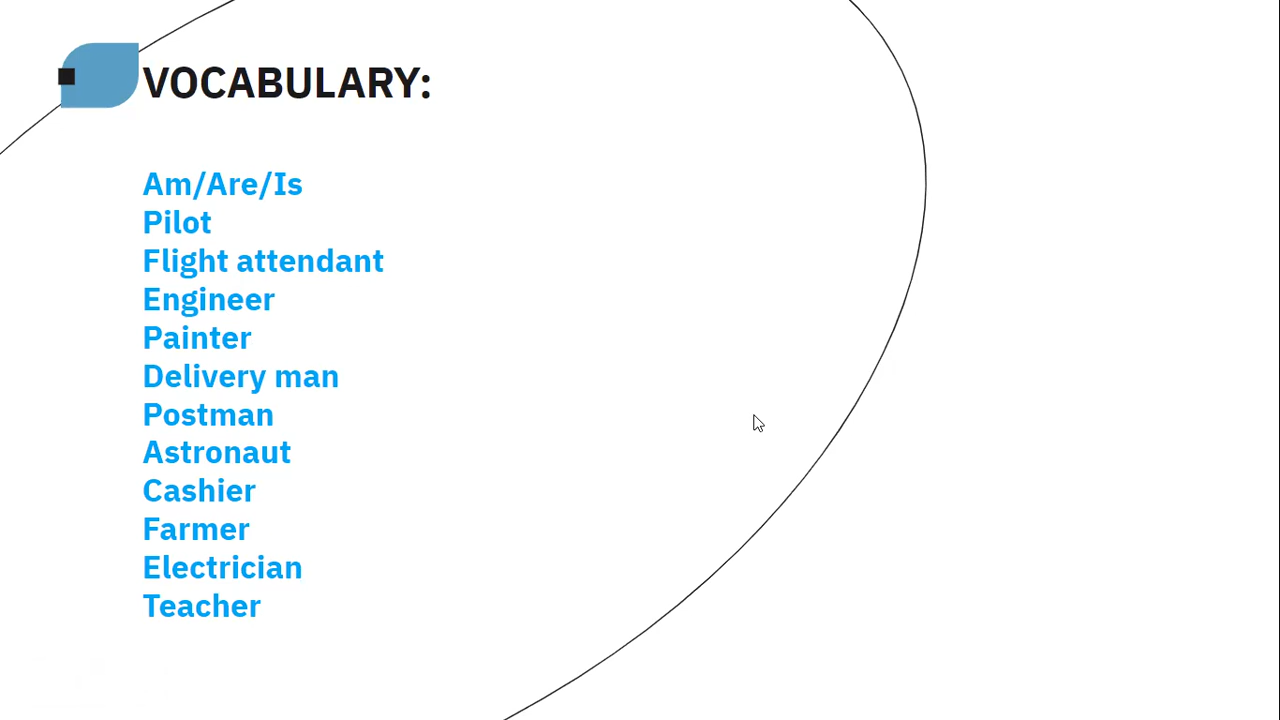 VOCABULARY:
Am/Are/Is
Pilot
Flight attendant
Engineer
Painter
Delivery man
Postman
Astronaut
Cashier
Farmer
Electrician
Teacher